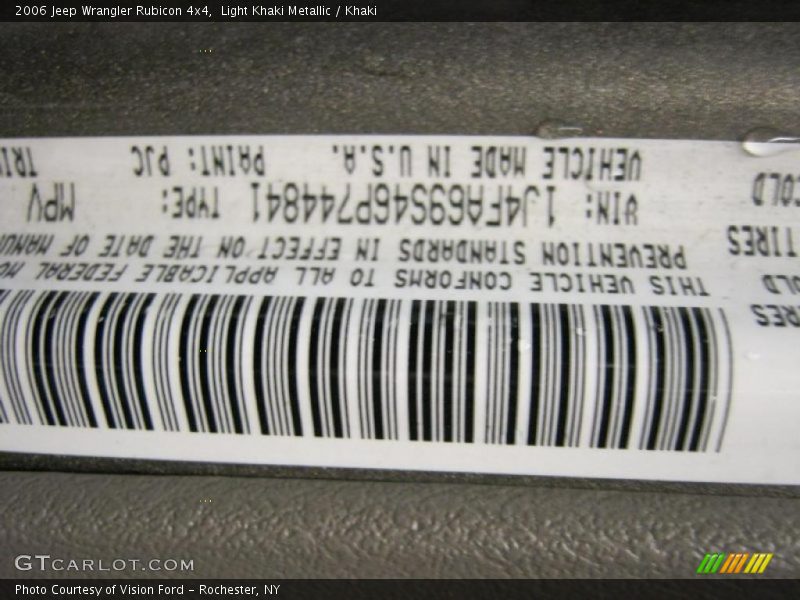 2006 Jeep Wrangler Rubicon 4x4, Light Khaki Metallic / Khaki
THIS VEHICLE CONFORMS TO ALL APPLICABLE FEDERAL MO
PREVENTION STANDARDS IN EFFECT ON THE DATE OF MANU
VIN: 1J4FA69S46P744841 TYPE: MPV
VEHICLE MADE IN U.S.A. PAINT: PJC TRI
TIRES
COLD
GTCARLOT.COM
Photo Courtesy of Vision Ford – Rochester, NY